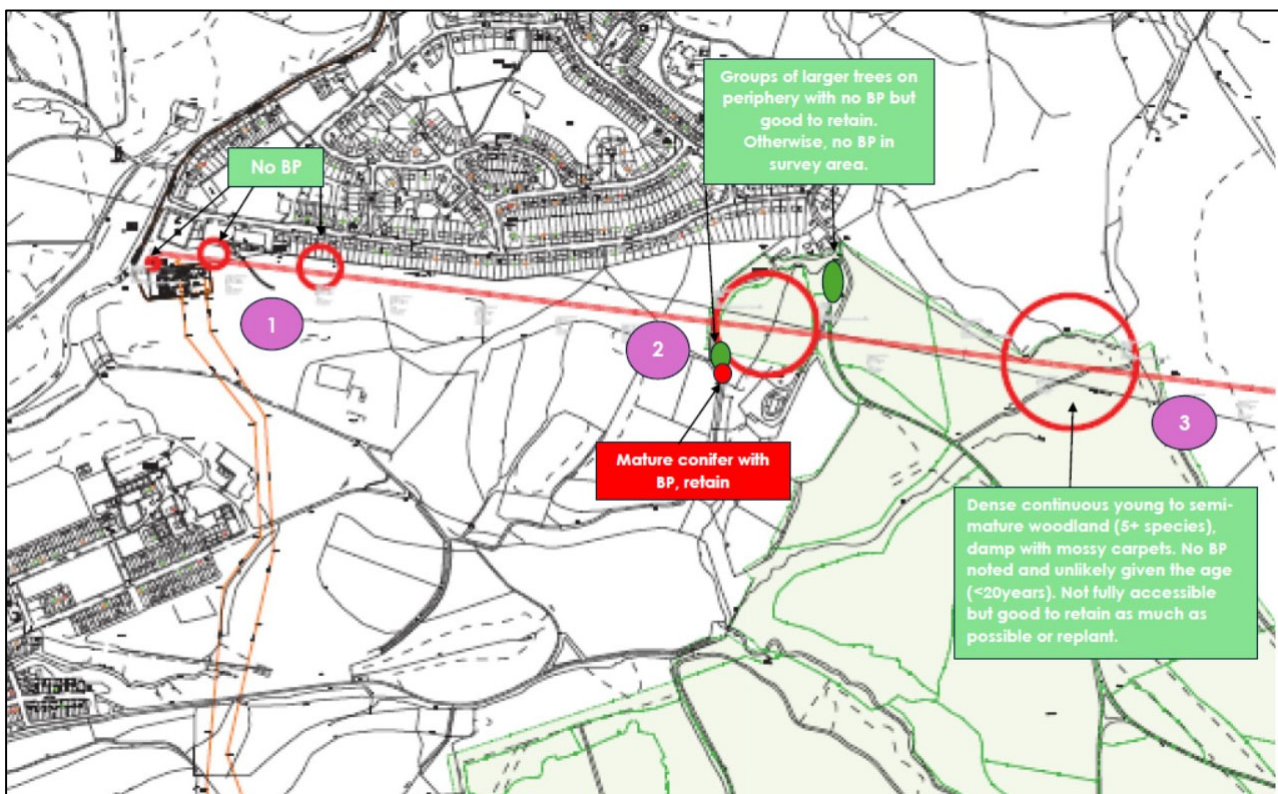 Groups of larger trees on
periphery with no BP but
good to retain.
Otherwise, no BP in
survey area.
No BP
1
2
3
Mature conifer with
BP, retain
Dense continuous young to semi-
mature woodland (5+ species),
damp with mossy carpets. No BP
noted and unlikely given the age
(<20years). Not fully accessible
but good to retain as much as
possible or replant.